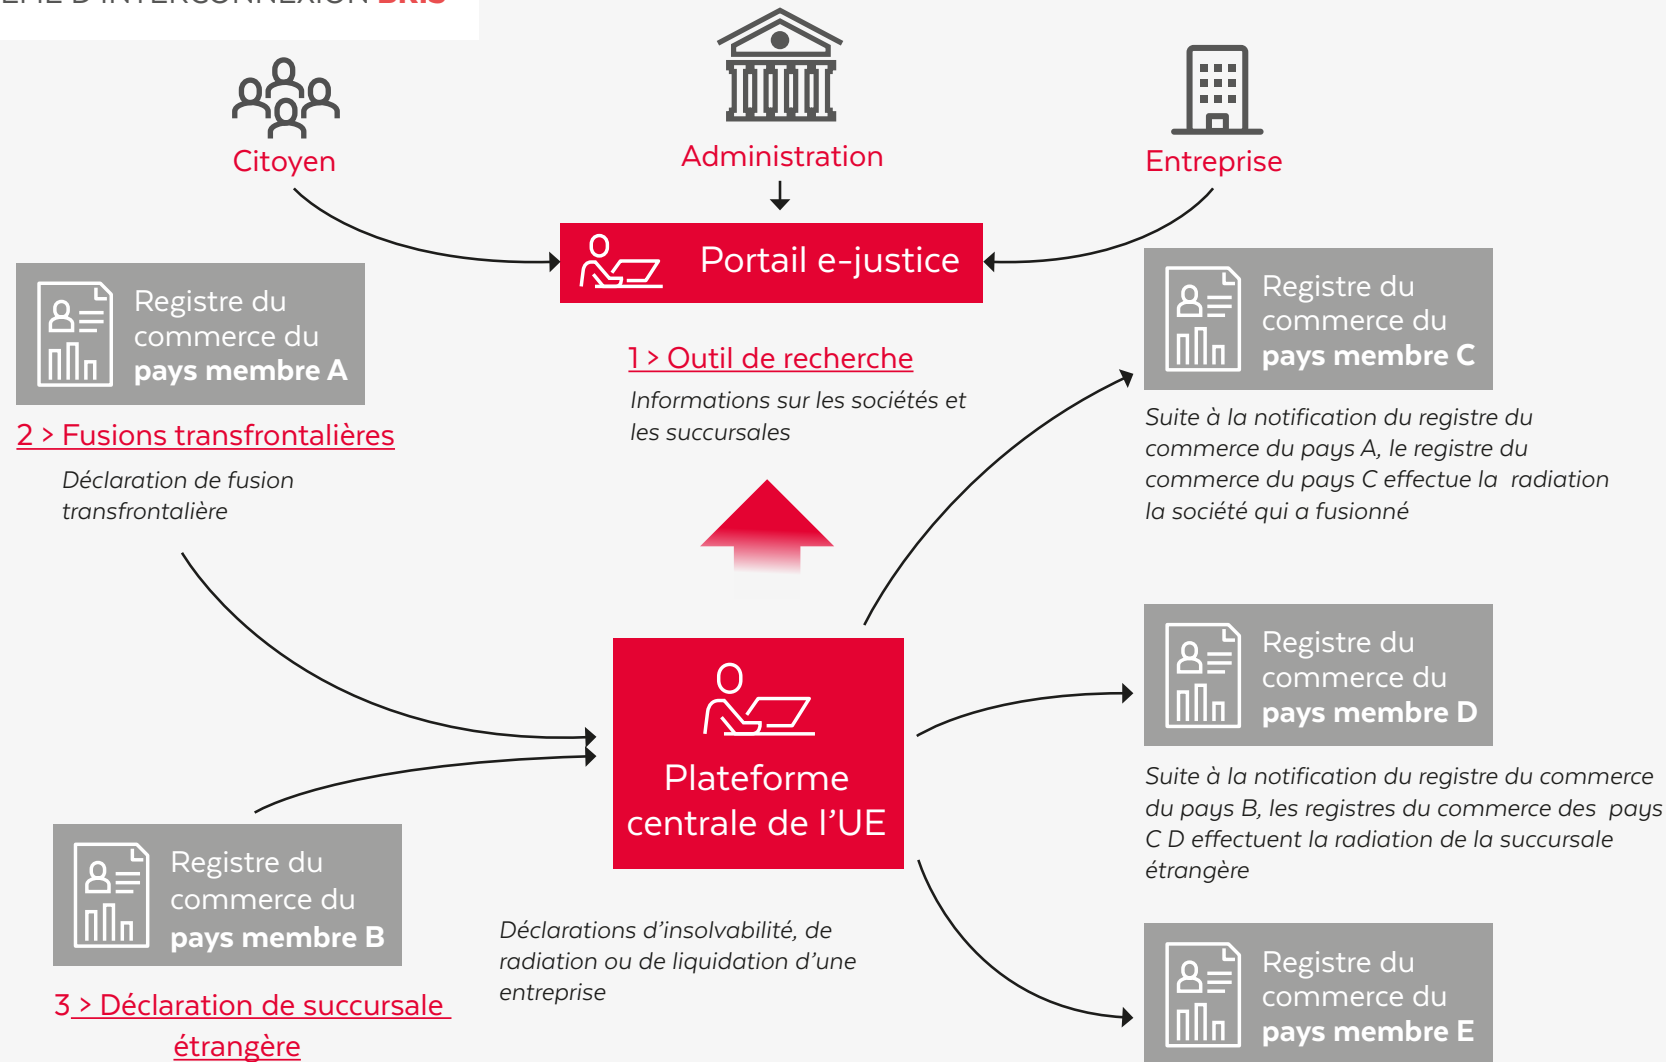 D'INTERCONNEXION BRIS
Citoyen
Administration
Entreprise
Portail e-justice
Registre du
commerce du
pays membre A
2 > Fusions transfrontalières
Déclaration de fusion
transfrontalière
1 > Outil de recherche
Informations sur les sociétés et
les succursales
Registre du
commerce du
pays membre C
Suite à la notification du registre du
commerce du pays A, le registre du
commerce du pays C effectue la radiation
la société qui a fusionné
Plateforme
centrale de l’UE
Registre du
commerce du
pays membre D
Suite à la notification du registre du commerce
du pays B, les registres du commerce des pays
C D effectuent la radiation de la succursale
étrangère
Registre du
commerce du
pays membre B
3 > Déclaration de succursale
étrangère
Déclarations d’insolvabilité, de
radiation ou de liquidation d’une
entreprise
Registre du
commerce du
pays membre E